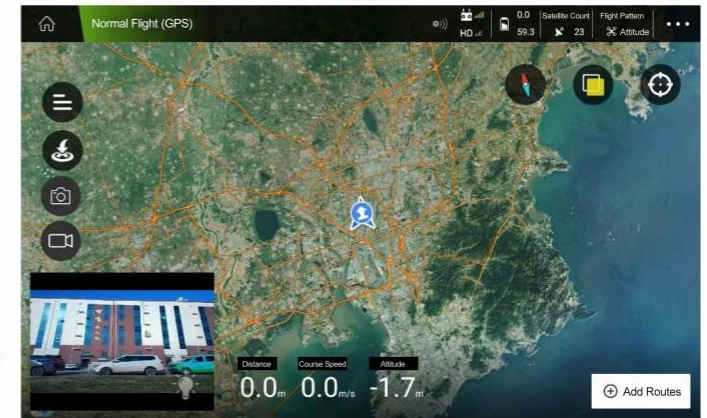 Normal Flight (GPS)
HD
0.0
59.3
Satellite Count
23
Flight Pattern
Attitude
Distance
0.0m
Course Speed
0.0m/s
Altitude
-1.7m
Add Routes